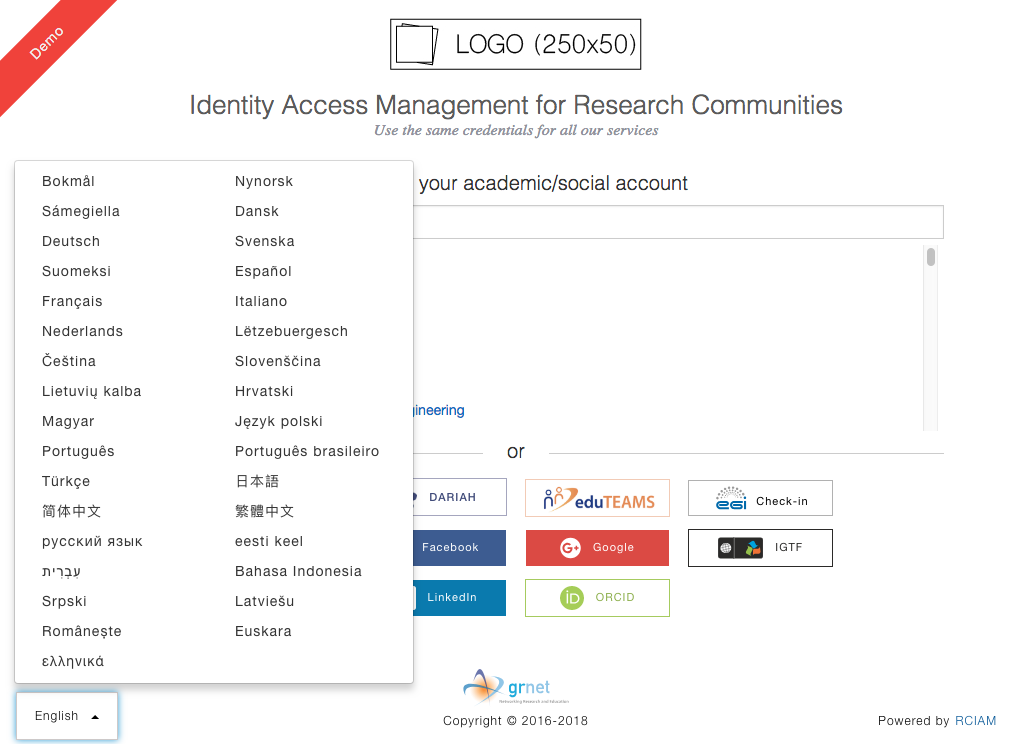 Demo
LOGO (250x50)
Identity Access Management for Research Communities
Use the same credentials for all our services
your academic/social account
Bokmål Nynorsk
Sámegiella Dansk
Deutsch Svenska
Suomeksi Español
Français Italiano
Nederlands Lëtzebuergesch
Čeština Slovenščina
Lietuvių kalba Hrvatski
Magyar Język polski
Português Português brasileiro
Türkçe 日本語
简体中文 繁體中文
русский язык eesti keel
עִבְרִית Bahasa Indonesia
Srpski Latviešu
Românește Euskara
ελληνικά
gineering
or
DARIAH eduTEAMS EGI Check-in
Facebook G+ Google IGTF
LinkedIn iD ORCID
grnet
Networking Research and Education
English
Copyright © 2016-2018
Powered by RCIAM